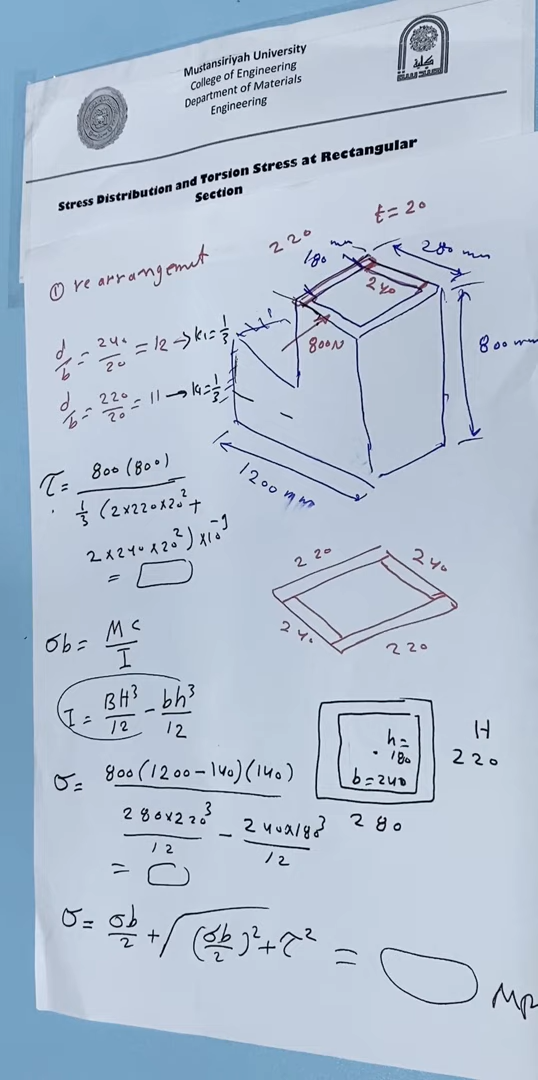 Mustansiriyah University
College of Engineering
Department of Materials
Engineering
Stress Distribution and Torsion Stress at Rectangular
Section
① rearrangemut
t=20
220
180 mm
280 mm
240
800N
800 mm
1200 mm
d/b = 240/20 = 12 → k₁=1/3
d/b = 220/20 = 11 → k₁=1/3
τ = 800(800) / 1/3 (2×220×20² +
2×240×20²)×10⁻⁹
= 
220
240
240
220
σb = Mc/I
I = BH³/12 - bh³/12
h=
180
b=240
H
220
280
σ = 800(1200-140)(140) / 280×220³/12 - 240×180³/12
=
σ = σb/2 + √(σb/2)² + τ² =